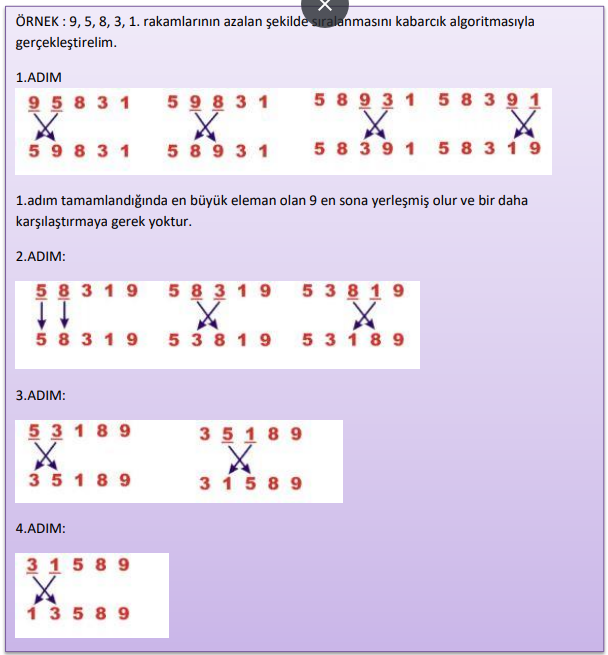 ÖRNEK : 9, 5, 8, 3, 1. rakamlarının azalan şekilde sıralanmasını kabarcık algoritmasıyla
gerçekleştirelim.
1.ADIM
9 5 8 3 1 5 9 8 3 1 5 8 9 3 1 5 8 3 9 1
5 9 8 3 1 5 8 9 3 1 5 8 3 9 1 5 8 3 1 9
1.adım tamamlandığında en büyük eleman olan 9 en sona yerleşmiş olur ve bir daha
karşılaştırmaya gerek yoktur.
2.ADIM:
5 8 3 1 9 5 8 3 1 9 5 3 8 1 9
5 8 3 1 9 5 3 8 1 9 5 3 1 8 9
3.ADIM:
5 3 1 8 9 3 5 1 8 9
3 5 1 8 9 3 1 5 8 9
4.ADIM:
3 1 5 8 9
1 3 5 8 9